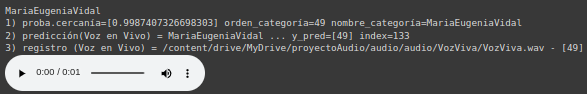 MariaEugeniaVidal
1) proba.cercanía=[0.9987407326698303] orden_categoría=49 nombre_categoría=MariaEugeniaVidal
2) predicción(Voz en Vivo) = MariaEugeniaVidal ... y_pred=[49] index=133
3) registro (Voz en Vivo) = /content/drive/MyDrive/proyectoAudio/audio/audio/VozViva/VozViva.wav - [49]
0:00 / 0:01